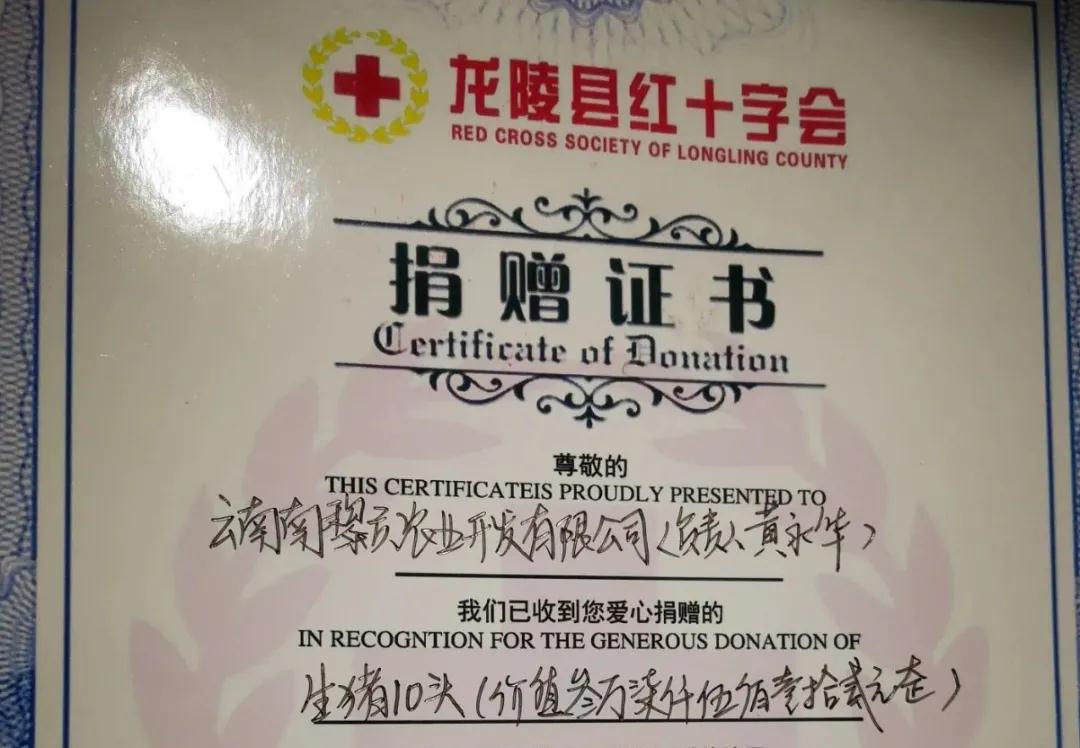 龙陵县红十字会
RED CROSS SOCIETY OF LONGLING COUNTY
捐赠证书
Certificate of Donation
尊敬的
THIS CERTIFICATEIS PROUDLY PRESENTED TO
云南南黎贡农业开发有限公司(负责人黄永华)
我们已收到您爱心捐赠的
IN RECOGNTION FOR THE GENEROUS DONATION OF
生猪10头(价值叁万柒仟伍佰壹拾贰元整)